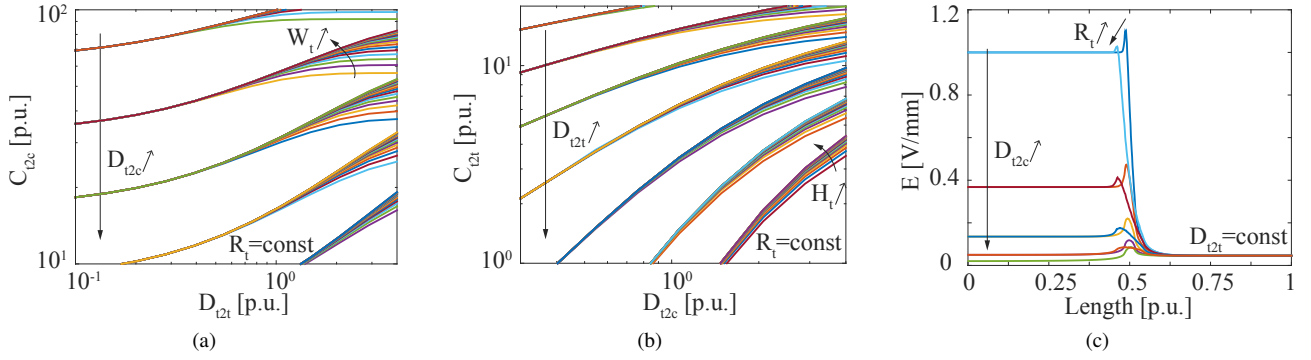 10²
10¹
C_t2c [p.u.]
W_t↗
D_t2c↗
R_t=const
10⁻¹
10⁰
D_t2t [p.u.]
(a)
10¹
10⁰
C_t2t [p.u.]
D_t2t↗
H_t↗
R_t=const
10⁰
D_t2c [p.u.]
(b)
1.2
0.8
0.4
0
E [V/mm]
R_t↗
D_t2c↗
D_t2t=const
0
0.25
0.5
0.75
1
Length [p.u.]
(c)